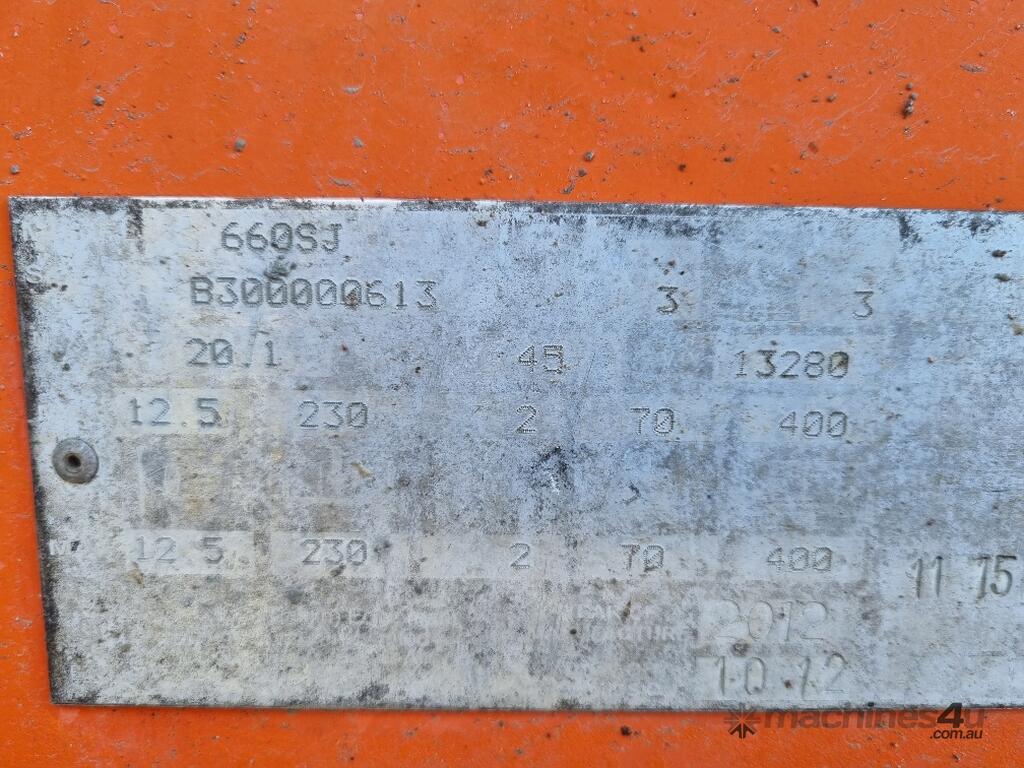 660SJ
B300000613 3 3
20.1 45 13280
12.5 230 2 70 400
12.5 230 2 70 400
11 15
2012
10.12
machines4u
.com.au